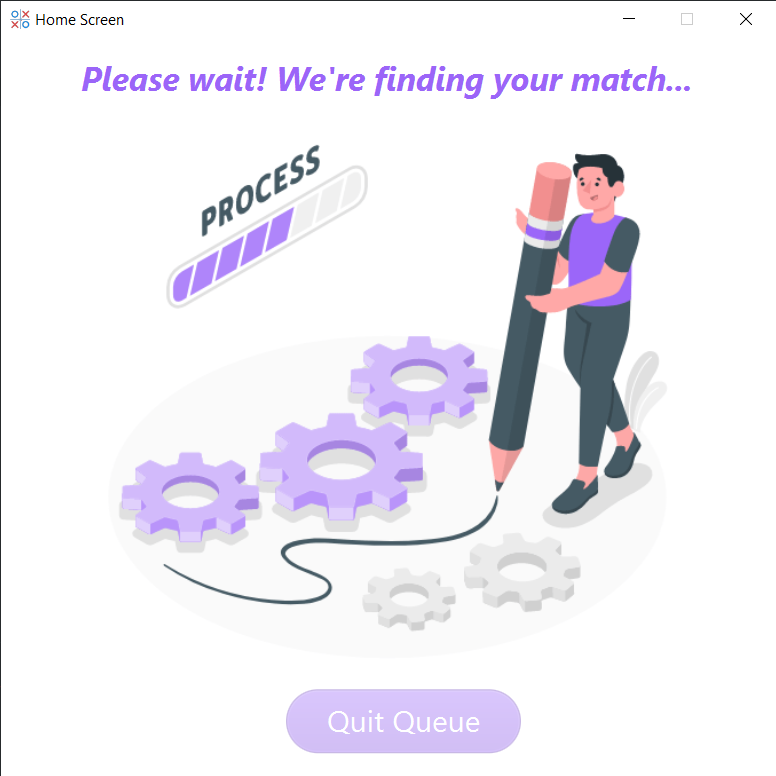 Home Screen
Please wait! We're finding your match...
PROCESS
Quit Queue